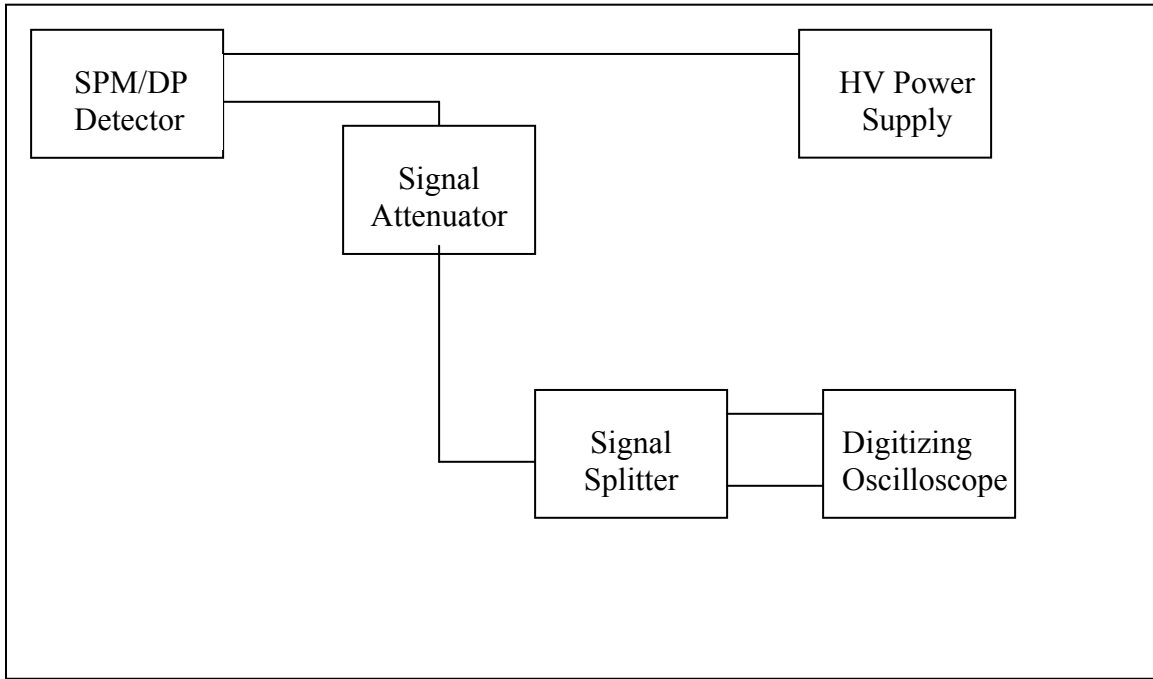 SPM/DP
Detector
HV Power
Supply
Signal
Attenuator
Signal
Splitter
Digitizing
Oscilloscope